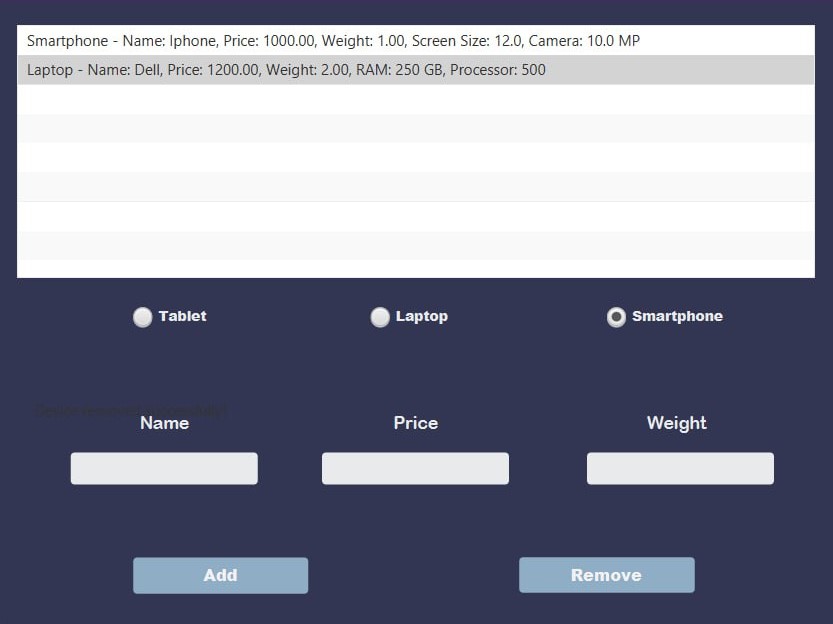 Smartphone - Name: Iphone, Price: 1000.00, Weight: 1.00, Screen Size: 12.0, Camera: 10.0 MP
Laptop - Name: Dell, Price: 1200.00, Weight: 2.00, RAM: 250 GB, Processor: 500
Tablet Laptop Smartphone
Name Price Weight
Add Remove